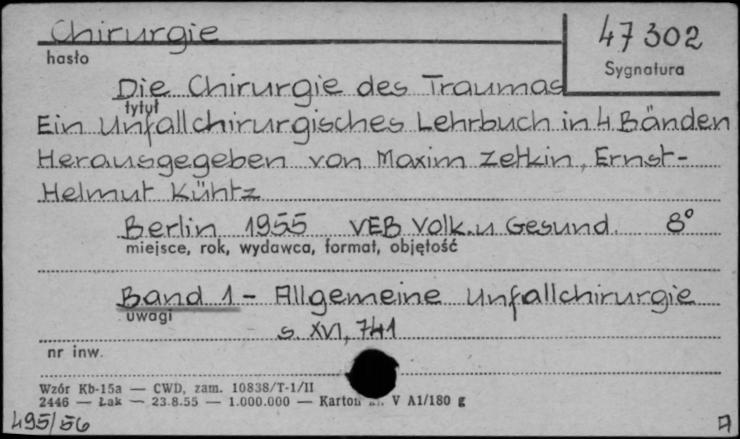 Chirurgie
47302
hasło
Sygnatura
Die Chirurgie des Traumas
tytuł
Ein Unfallchirurgisches Lehrbuch in 4 Bänden
Herausgegeben von Maxim Zetkin, Ernst-
Helmut Kühtz
Berlin 1955 VEB Volk. u Gesund. 8°
miejsce, rok, wydawca, format, objętość
Band 1 - Allgemeine Unfallchirurgie
uwagi
s. XVI, 741
nr inw.
Wzór Kb-15a — CWD, zam. 10838/T-1/II
2446 — Łak — 23.8.55 — 1.000.000 — Karton V A1/180 g
495/56
A